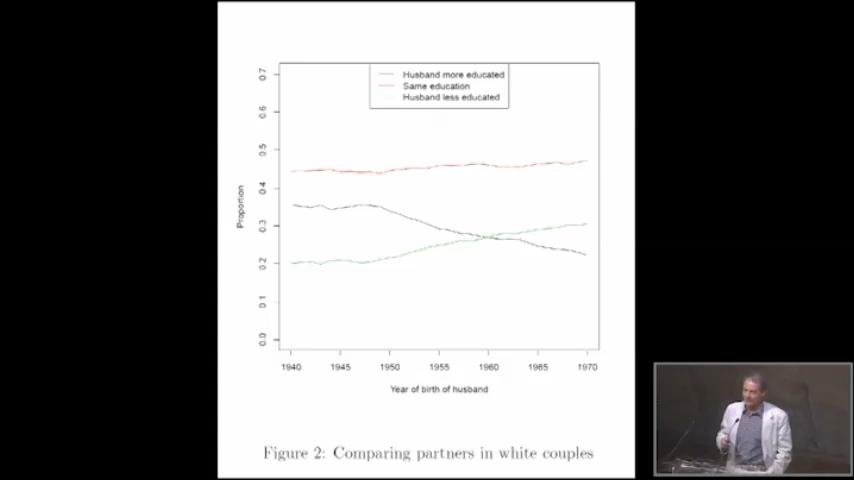 Husband more educated
Same education
Husband less educated
0.7
0.6
0.5
0.4
0.3
0.2
0.1
0.0
Proportion
1940 1945 1950 1955 1960 1965 1970
Year of birth of husband
Figure 2: Comparing partners in white couples